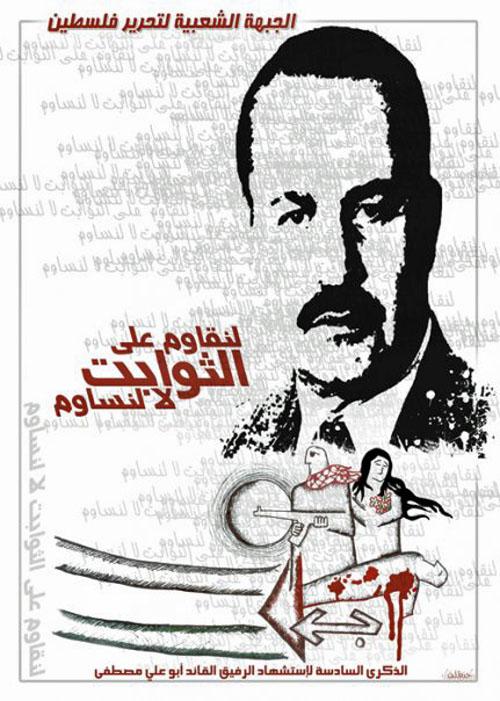 الجبهة الشعبية لتحرير فلسطين
لنقاوم على
الثوابت
لا لنساوم
لنقاوم على الثوابت لا لنساوم
الذكرى السادسة لإستشهاد الرفيق القائد أبو علي مصطفى